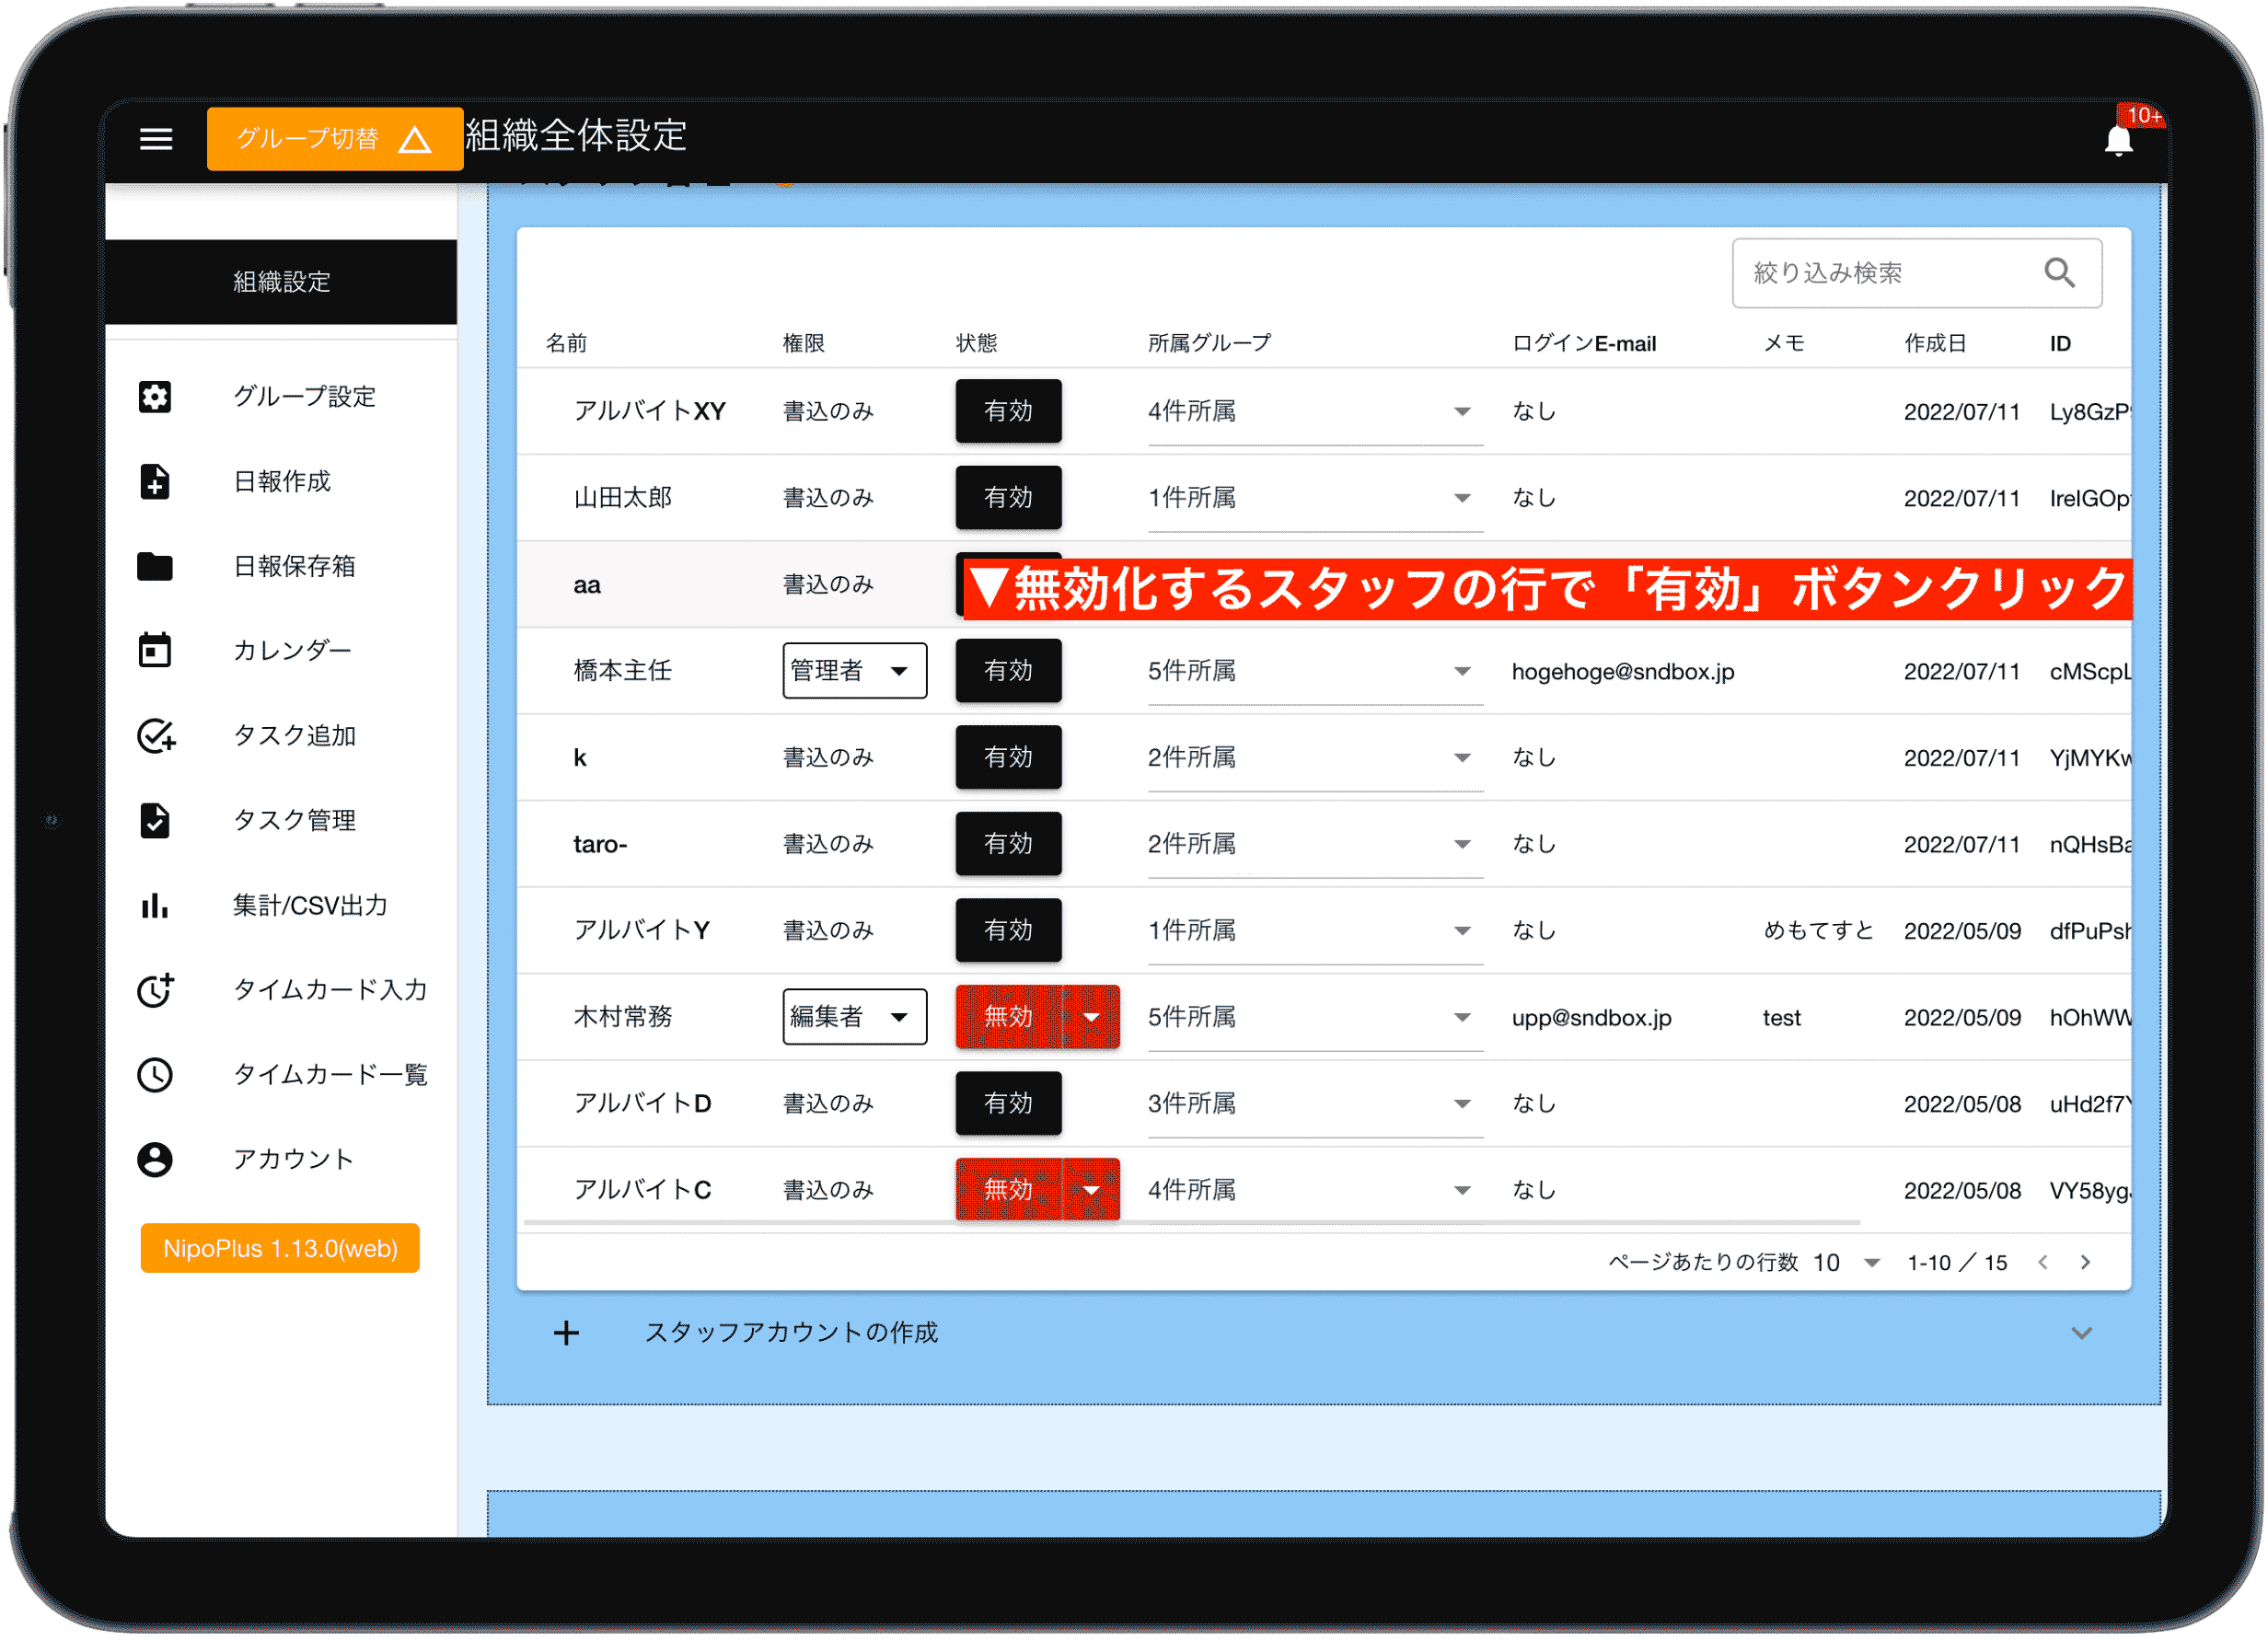 グループ切替 組織全体設定 10+
組織設定
グループ設定
日報作成
日報保存箱
カレンダー
タスク追加
タスク管理
集計/CSV出力
タイムカード入力
タイムカード一覧
アカウント
NipoPlus 1.13.0(web)
絞り込み検索
名前 権限 状態 所属グループ ログインE-mail メモ 作成日 ID
アルバイトXY 書込のみ 有効 4件所属 なし 2022/07/11
山田太郎 書込のみ 有効 1件所属 なし 2022/07/11
aa 書込のみ ▼無効化するスタッフの行で「有効」ボタンクリック
橋本主任 管理者 有効 5件所属 hogehoge@sndbox.jp 2022/07/11
k 書込のみ 有効 2件所属 なし 2022/07/11
taro- 書込のみ 有効 2件所属 なし 2022/07/11
アルバイトY 書込のみ 有効 1件所属 なし めもてすと 2022/05/09
木村常務 編集者 無効 5件所属 upp@sndbox.jp test 2022/05/09
アルバイトD 書込のみ 有効 3件所属 なし 2022/05/08
アルバイトC 書込のみ 無効 4件所属 なし 2022/05/08
ページあたりの行数 10 1-10 / 15
スタッフアカウントの作成